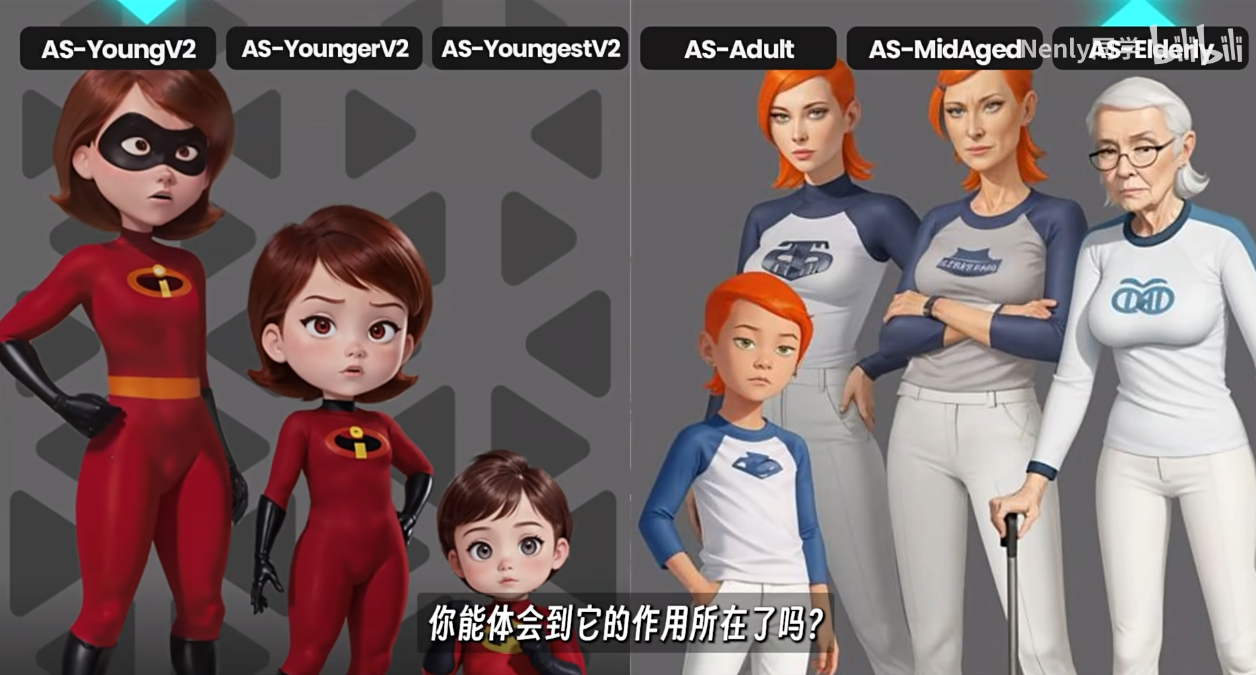 AS-YoungV2
AS-YoungerV2
AS-YoungestV2
AS-Adult
AS-MidAged
AS-Elderly
Nenly同学
bilibili
你能体会到它的作用所在了吗?